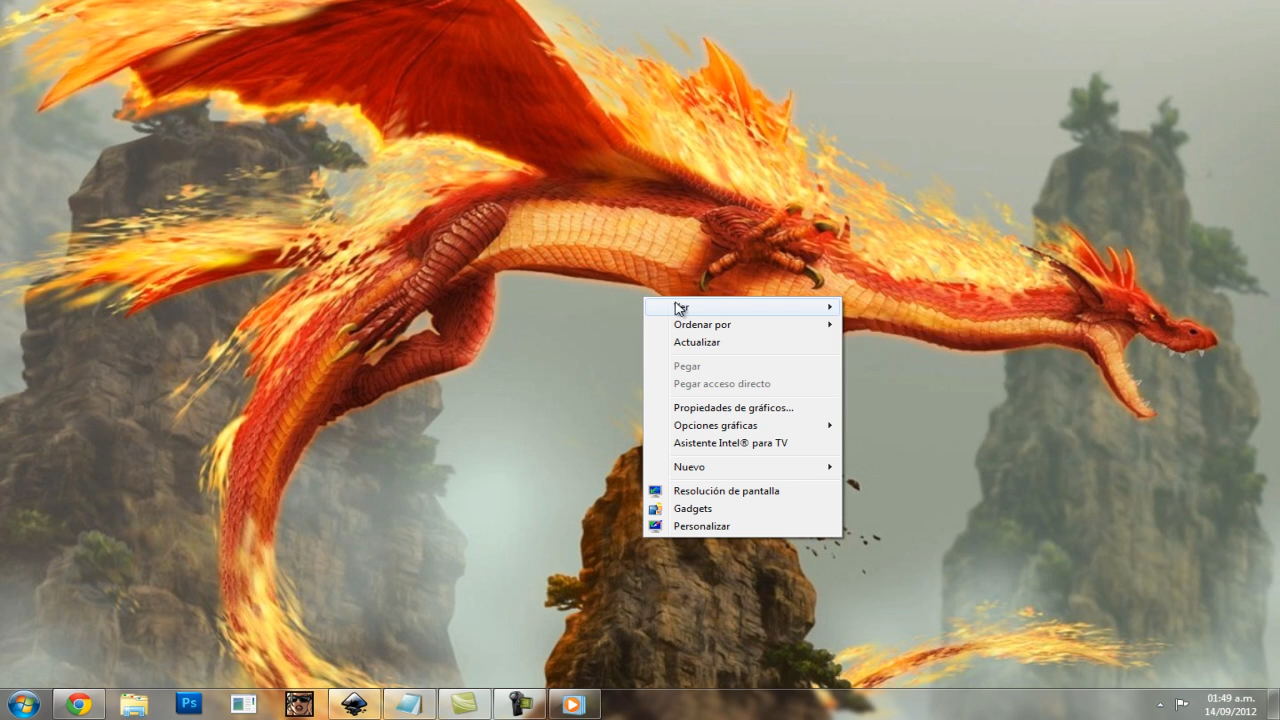 Ordenar por
Actualizar
Pegar
Pegar acceso directo
Propiedades de gráficos...
Opciones gráficas
Asistente Intel® para TV
Nuevo
Resolución de pantalla
Gadgets
Personalizar
Ps
01:49 a.m.
14/09/2012